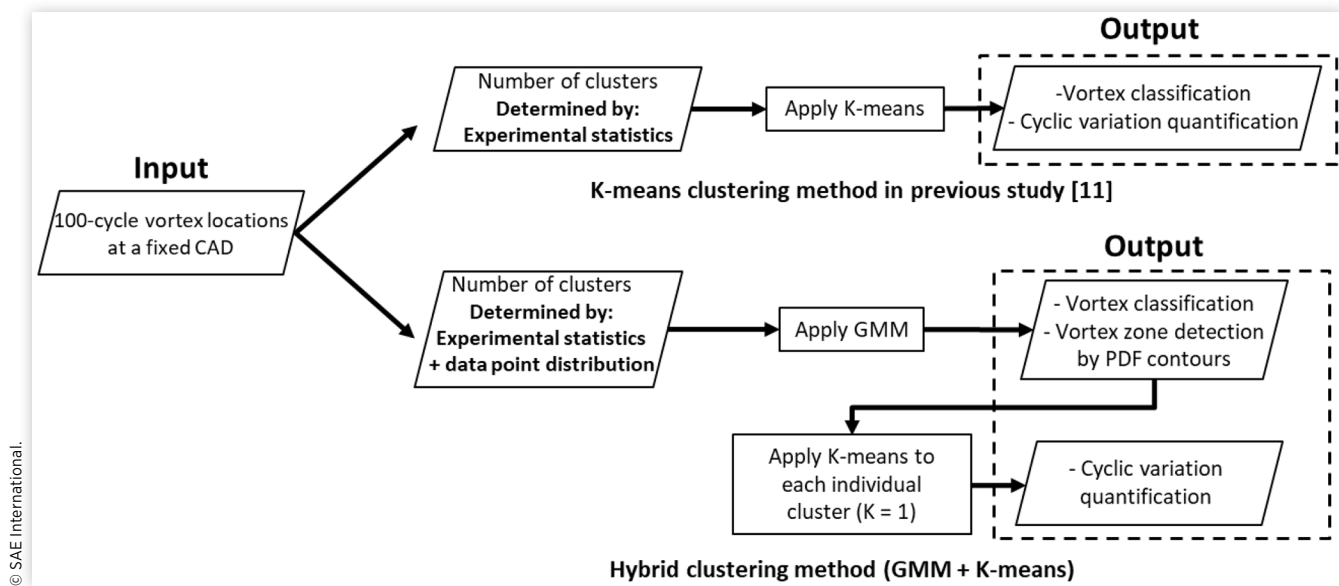 Input
100-cycle vortex locations
at a fixed CAD
Number of clusters
Determined by:
Experimental statistics
Apply K-means
Output
-Vortex classification
- Cyclic variation quantification
K-means clustering method in previous study [11]
Number of clusters
Determined by:
Experimental statistics
+ data point distribution
Apply GMM
Output
- Vortex classification
- Vortex zone detection
by PDF contours
Apply K-means to
each individual
cluster (K = 1)
- Cyclic variation
quantification
Hybrid clustering method (GMM + K-means)
© SAE International.